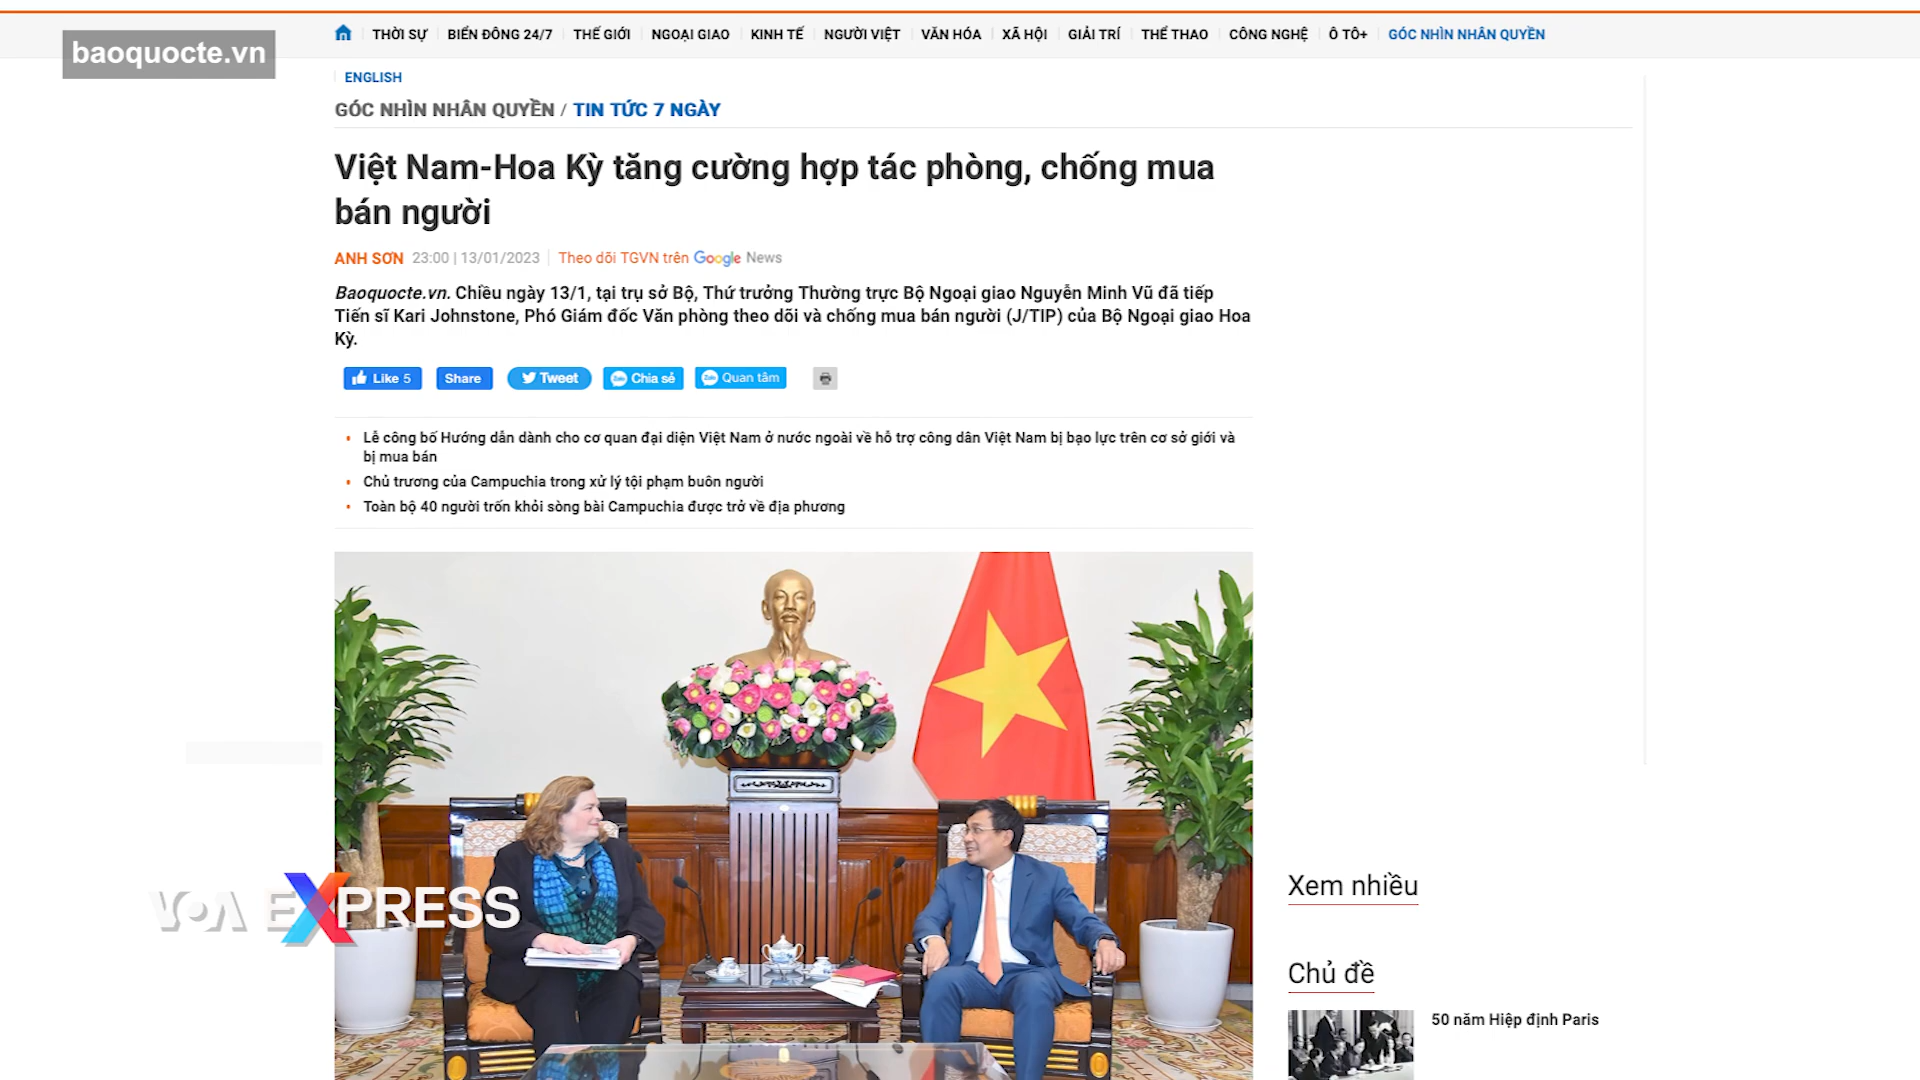 baoquocte.vn
THỜI SỰ BIỂN ĐÔNG 24/7 THẾ GIỚI NGOẠI GIAO KINH TẾ NGƯỜI VIỆT VĂN HÓA XÃ HỘI GIẢI TRÍ THỂ THAO CÔNG NGHỆ Ô TÔ+ GÓC NHÌN NHÂN QUYỀN
ENGLISH
GÓC NHÌN NHÂN QUYỀN / TIN TỨC 7 NGÀY
Việt Nam-Hoa Kỳ tăng cường hợp tác phòng, chống mua
bán người
ANH SƠN 23:00 | 13/01/2023 Theo dõi TGVN trên Google News
Baoquocte.vn. Chiều ngày 13/1, tại trụ sở Bộ, Thứ trưởng Thường trực Bộ Ngoại giao Nguyễn Minh Vũ đã tiếp
Tiến sĩ Kari Johnstone, Phó Giám đốc Văn phòng theo dõi và chống mua bán người (J/TIP) của Bộ Ngoại giao Hoa
Kỳ.
Like 5 Share Tweet Zalo Chia sẻ Zalo Quan tâm
Lễ công bố Hướng dẫn dành cho cơ quan đại diện Việt Nam ở nước ngoài về hỗ trợ công dân Việt Nam bị bạo lực trên cơ sở giới và
bị mua bán
Chủ trương của Campuchia trong xử lý tội phạm buôn người
Toàn bộ 40 người trốn khỏi sòng bài Campuchia được trở về địa phương
VOA EXPRESS
Xem nhiều
Chủ đề
50 năm Hiệp định Paris